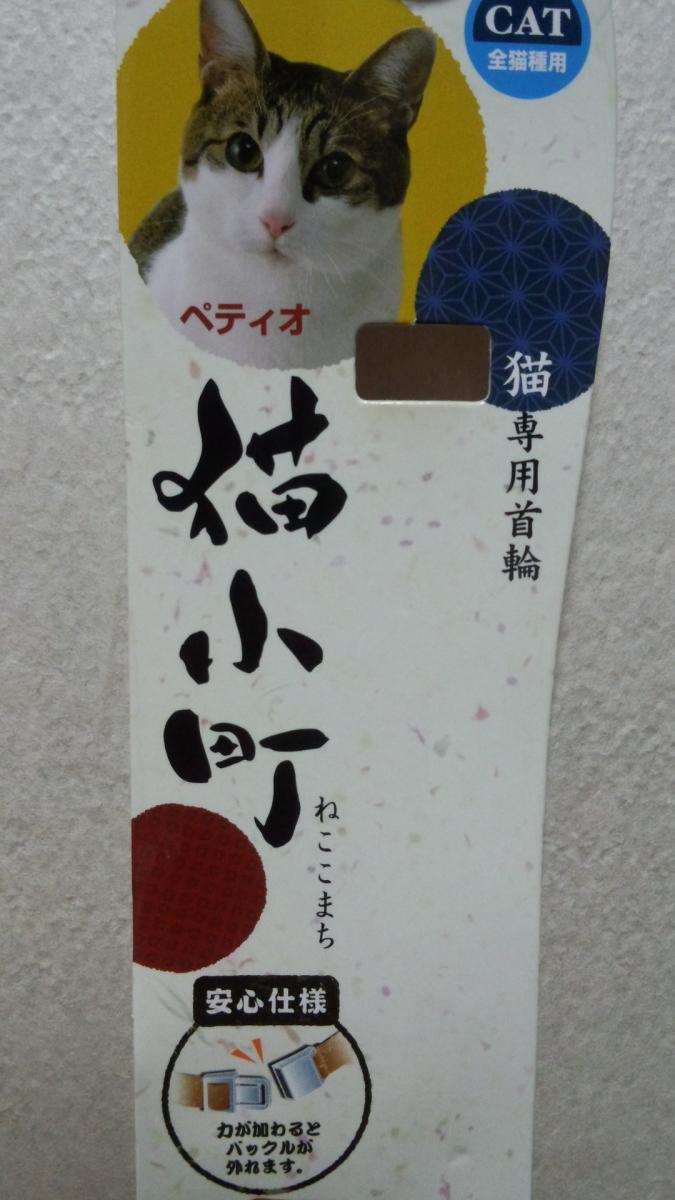 CAT
全猫種用
ペティオ
猫専用首輪
猫小町
ねここまち
安心仕様
力が加わると
バックルが
外れます。